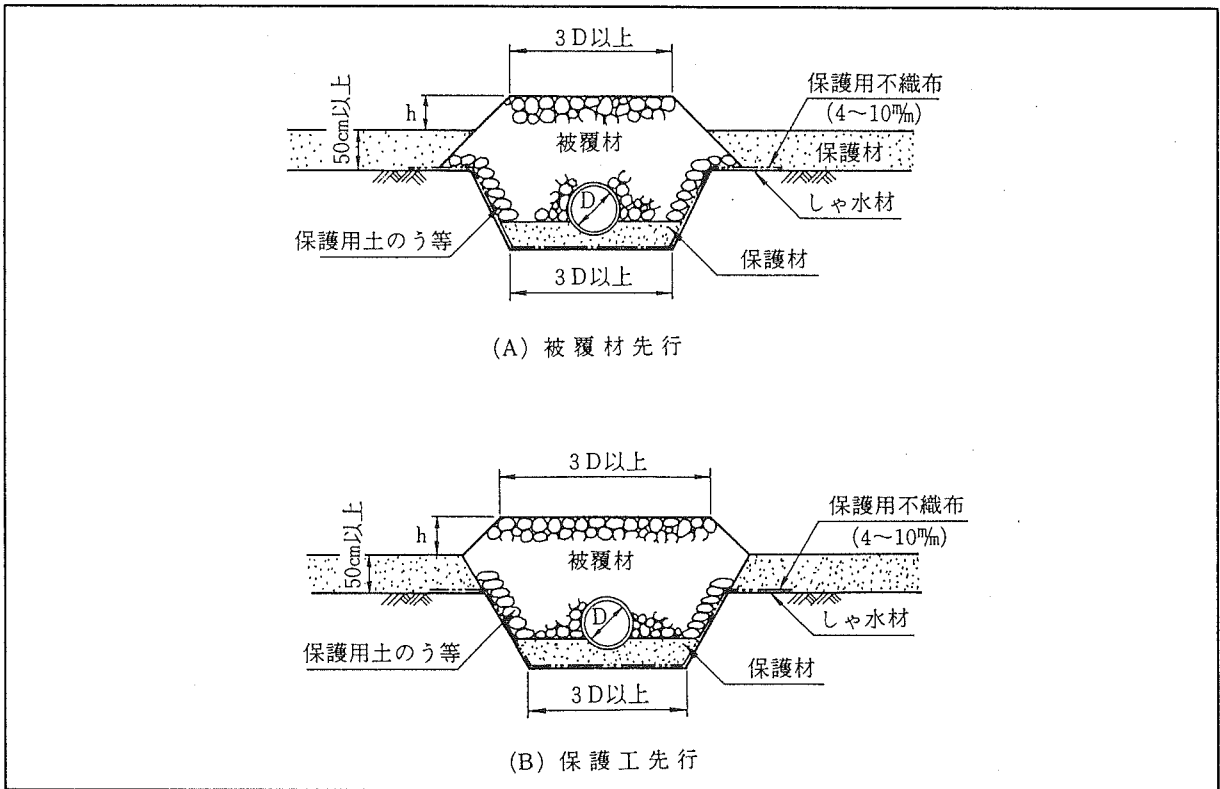 3D以上
h
50cm以上
被覆材
保護用不織布
(4〜10㎜)
保護材
しゃ水材
D
保護用土のう等
保護材
3D以上
(A) 被覆材先行
3D以上
h
50cm以上
被覆材
保護用不織布
(4〜10㎜)
しゃ水材
D
保護用土のう等
保護材
3D以上
(B) 保護工先行